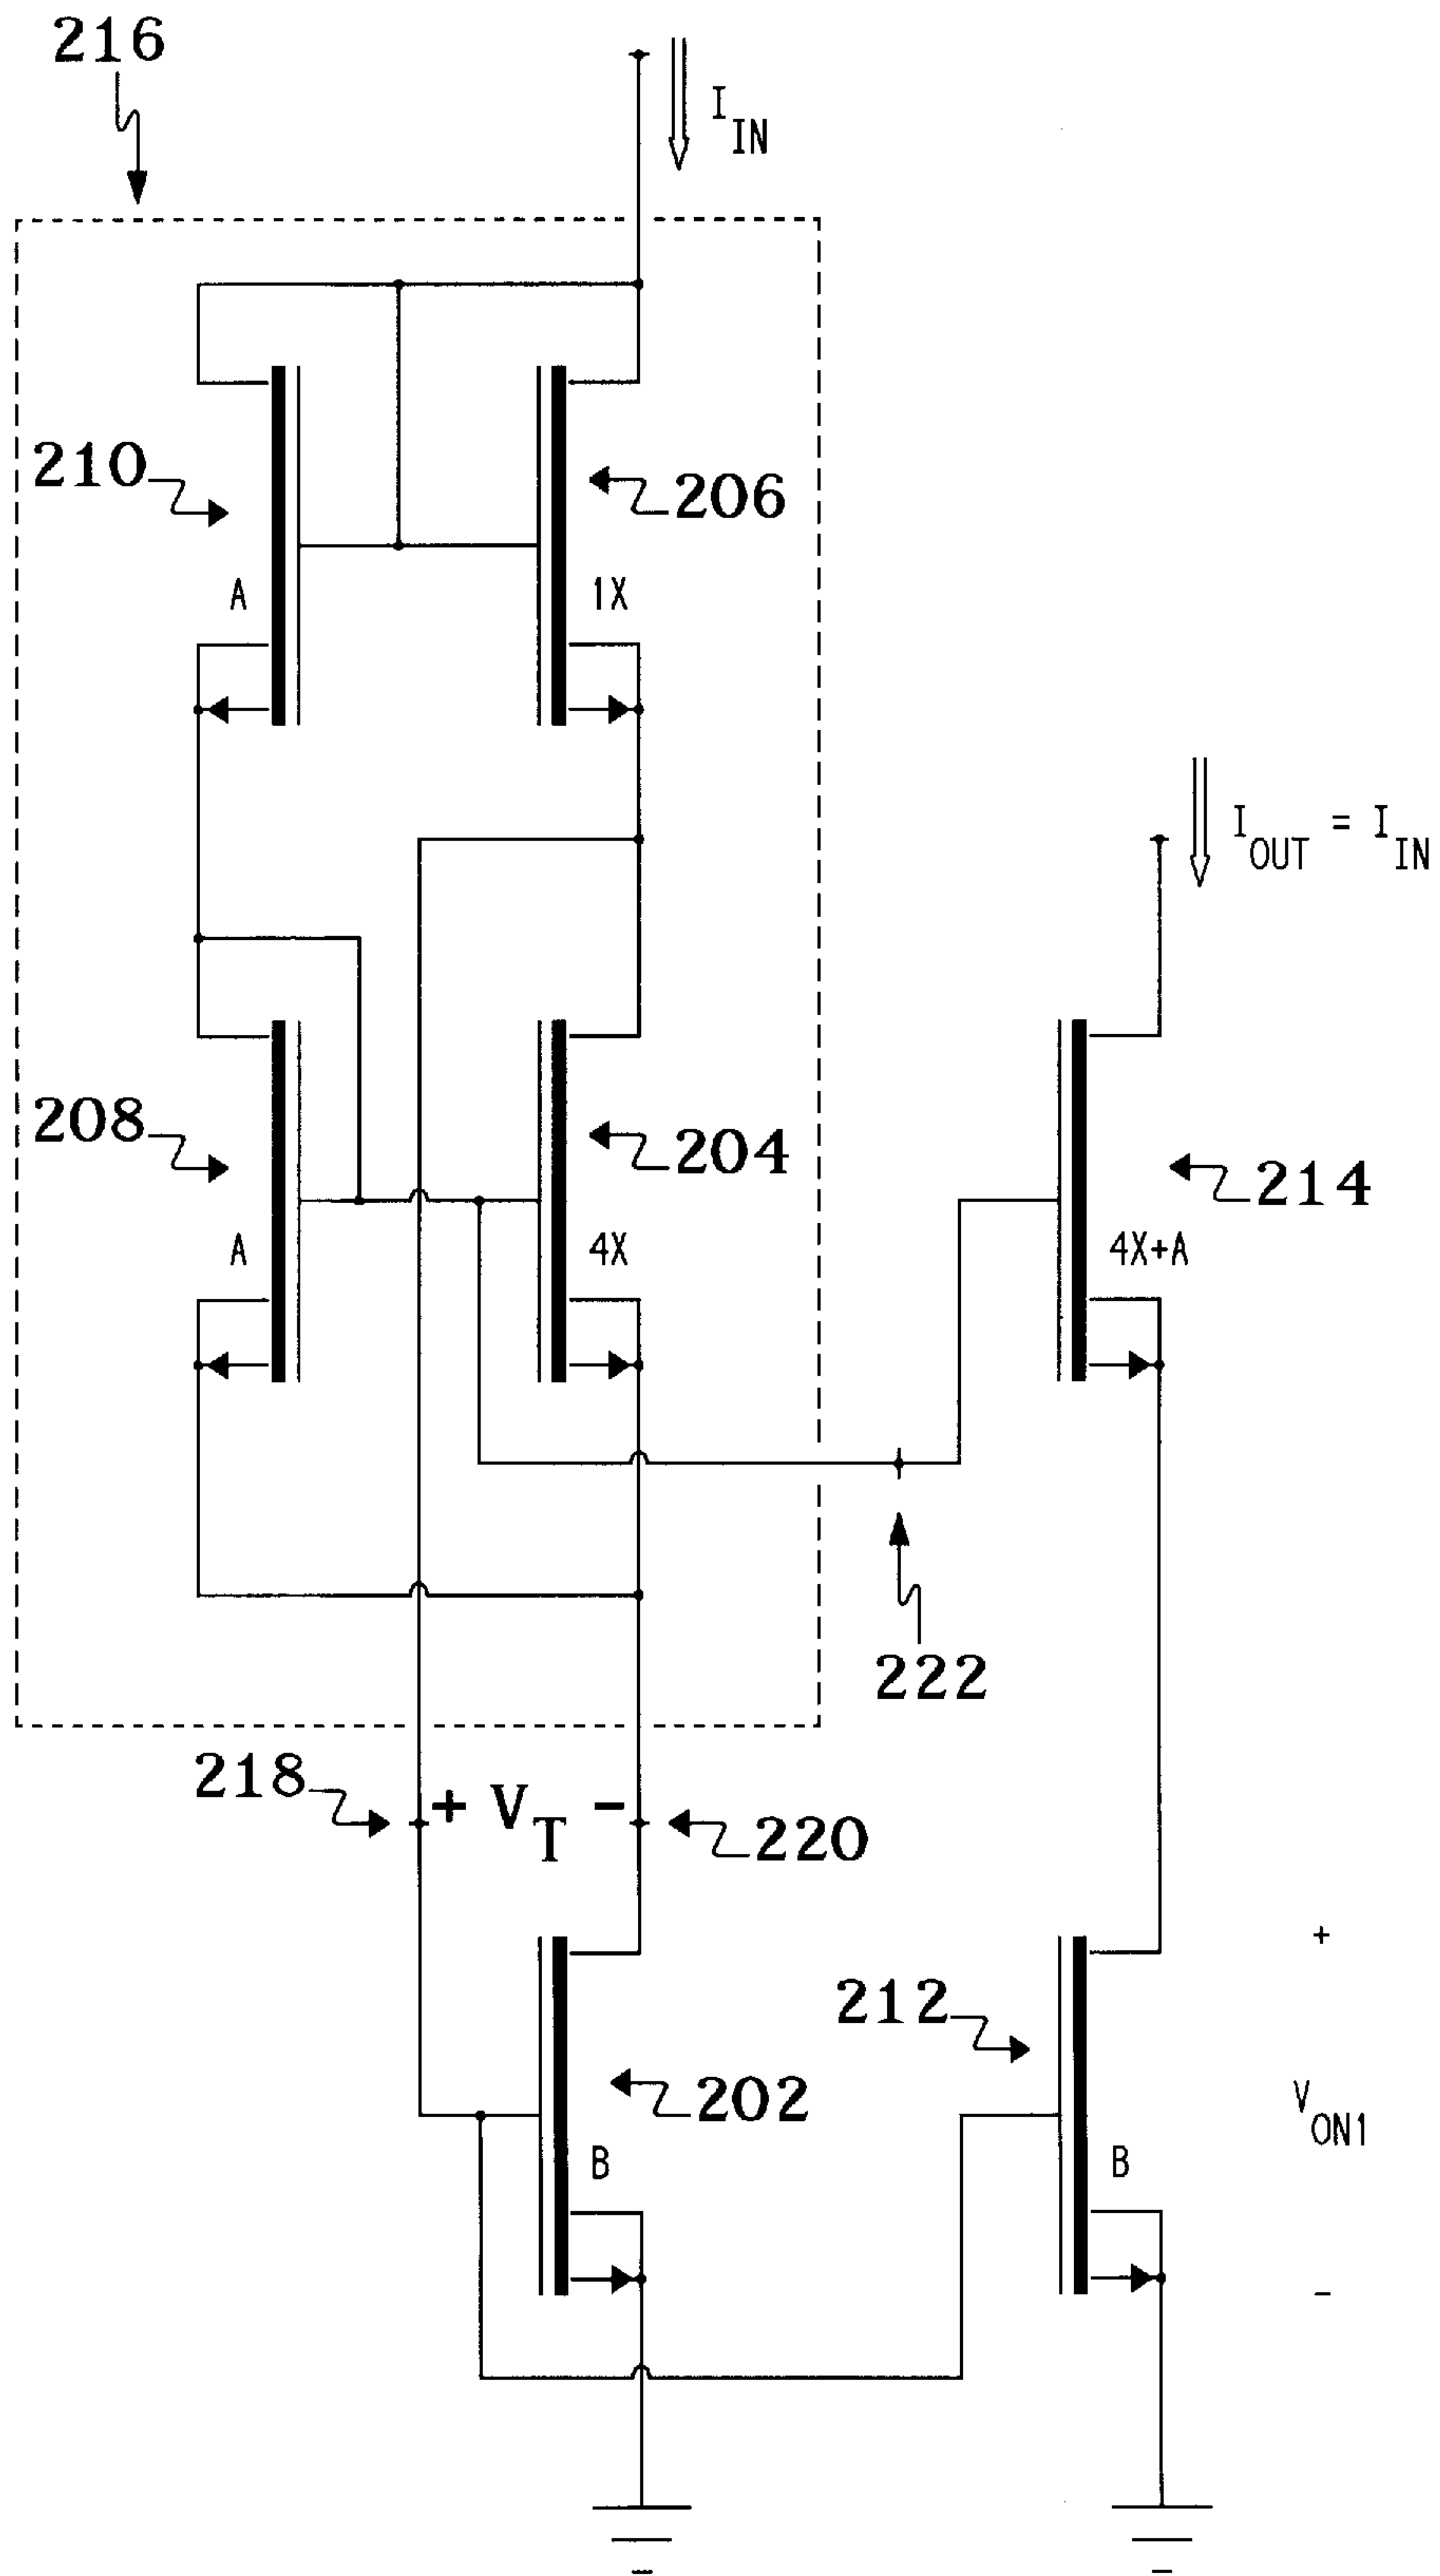 216
I IN
210
206
A
1X
I OUT = I IN
208
204
214
A
4X
4X+A
222
218
+ V T −
220
+
212
202
V ON1
B
B
−